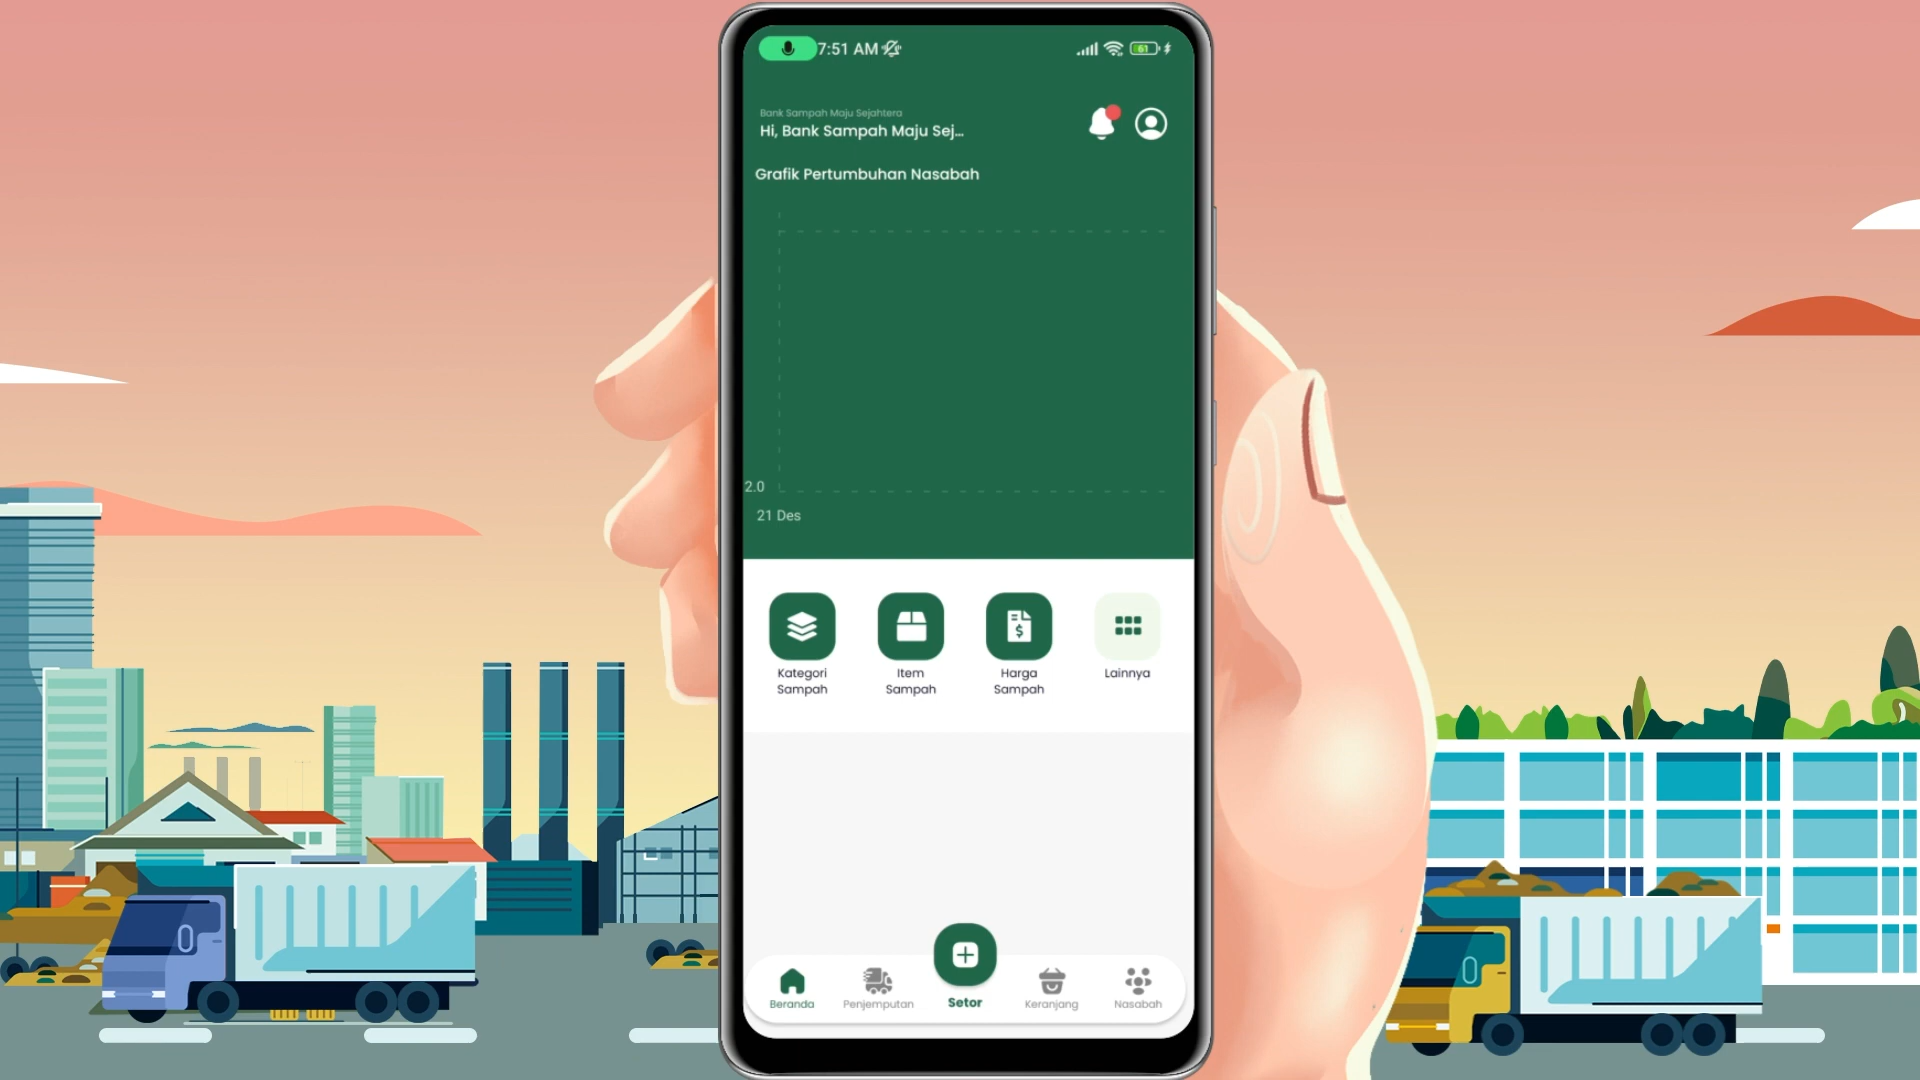 7:51 AM
61
Bank Sampah Maju Sejahtera
Hi, Bank Sampah Maju Sej...
Grafik Pertumbuhan Nasabah
2.0
21 Des
Kategori Sampah
Item Sampah
Harga Sampah
Lainnya
Beranda
Penjemputan
Setor
Keranjang
Nasabah